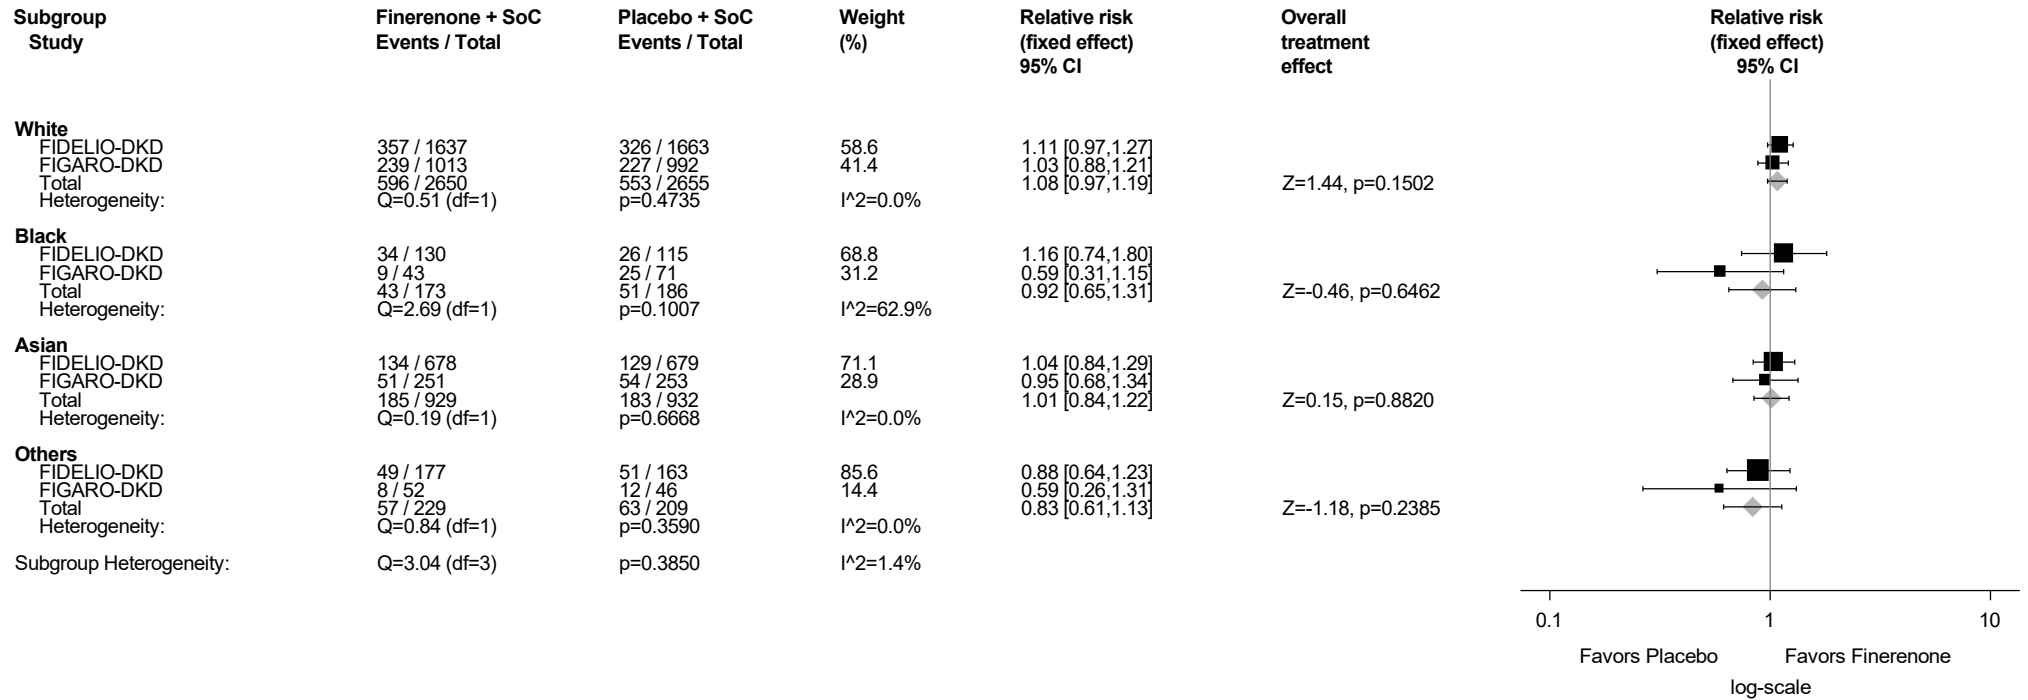 Subgroup Finerenone + SoC Placebo + SoC Weight Relative risk Overall Relative risk
Study Events / Total Events / Total (%) (fixed effect) treatment (fixed effect)
95% CI effect 95% CI
White
FIDELIO-DKD 357 / 1637 326 / 1663 58.6 1.11 [0.97,1.27]
FIGARO-DKD 239 / 1013 227 / 992 41.4 1.03 [0.88,1.21]
Total 596 / 2650 553 / 2655 1.08 [0.97,1.19] Z=1.44, p=0.1502
Heterogeneity: Q=0.51 (df=1) p=0.4735 I^2=0.0%
Black
FIDELIO-DKD 34 / 130 26 / 115 68.8 1.16 [0.74,1.80]
FIGARO-DKD 9 / 43 25 / 71 31.2 0.59 [0.31,1.15]
Total 43 / 173 51 / 186 0.92 [0.65,1.31] Z=-0.46, p=0.6462
Heterogeneity: Q=2.69 (df=1) p=0.1007 I^2=62.9%
Asian
FIDELIO-DKD 134 / 678 129 / 679 71.1 1.04 [0.84,1.29]
FIGARO-DKD 51 / 251 54 / 253 28.9 0.95 [0.68,1.34]
Total 185 / 929 183 / 932 1.01 [0.84,1.22] Z=0.15, p=0.8820
Heterogeneity: Q=0.19 (df=1) p=0.6668 I^2=0.0%
Others
FIDELIO-DKD 49 / 177 51 / 163 85.6 0.88 [0.64,1.23]
FIGARO-DKD 8 / 52 12 / 46 14.4 0.59 [0.26,1.31]
Total 57 / 229 63 / 209 0.83 [0.61,1.13] Z=-1.18, p=0.2385
Heterogeneity: Q=0.84 (df=1) p=0.3590 I^2=0.0%
Subgroup Heterogeneity: Q=3.04 (df=3) p=0.3850 I^2=1.4%
0.1 1 10
Favors Placebo Favors Finerenone
log-scale